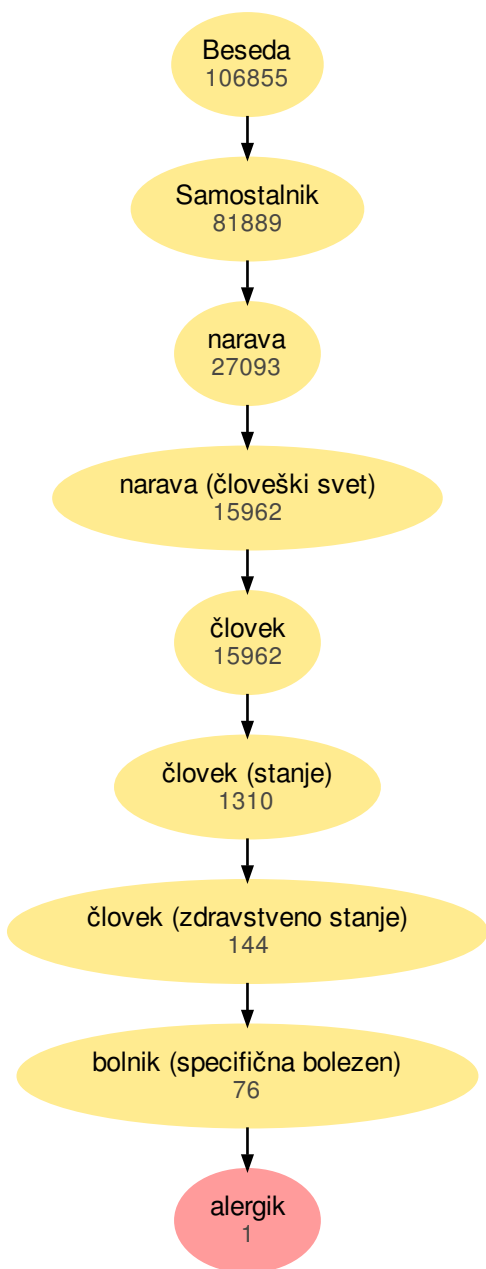 Beseda
106855
Samostalnik
81889
narava
27093
narava (človeški svet)
15962
človek
15962
človek (stanje)
1310
človek (zdravstveno stanje)
144
bolnik (specifična bolezen)
76
alergik
1